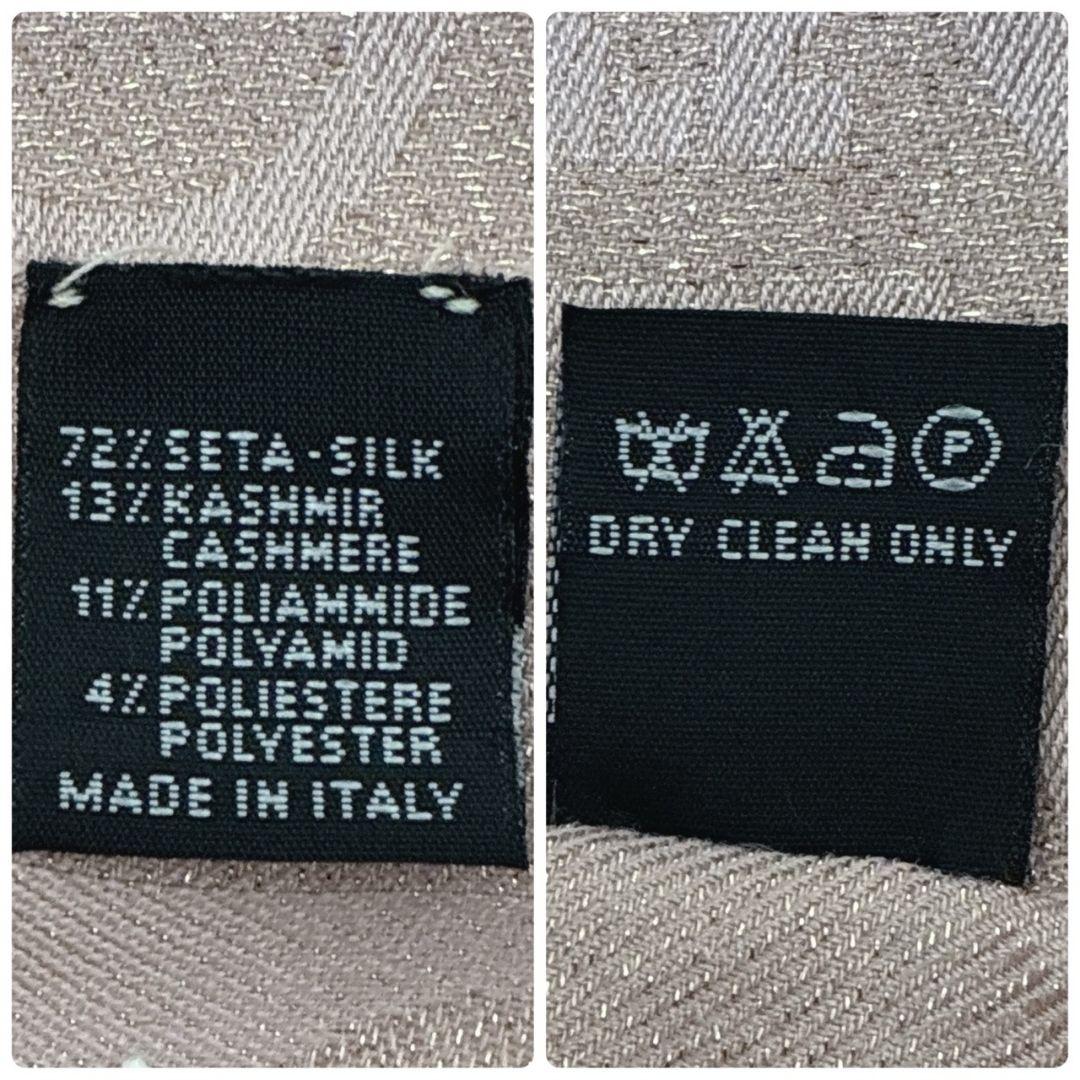 72% SETA-SILK
13% KASHMIR
CASHMERE
11% POLIAMMIDE
POLYAMID
4% POLIESTERE
POLYESTER
MADE IN ITALY
P
DRY CLEAN ONLY